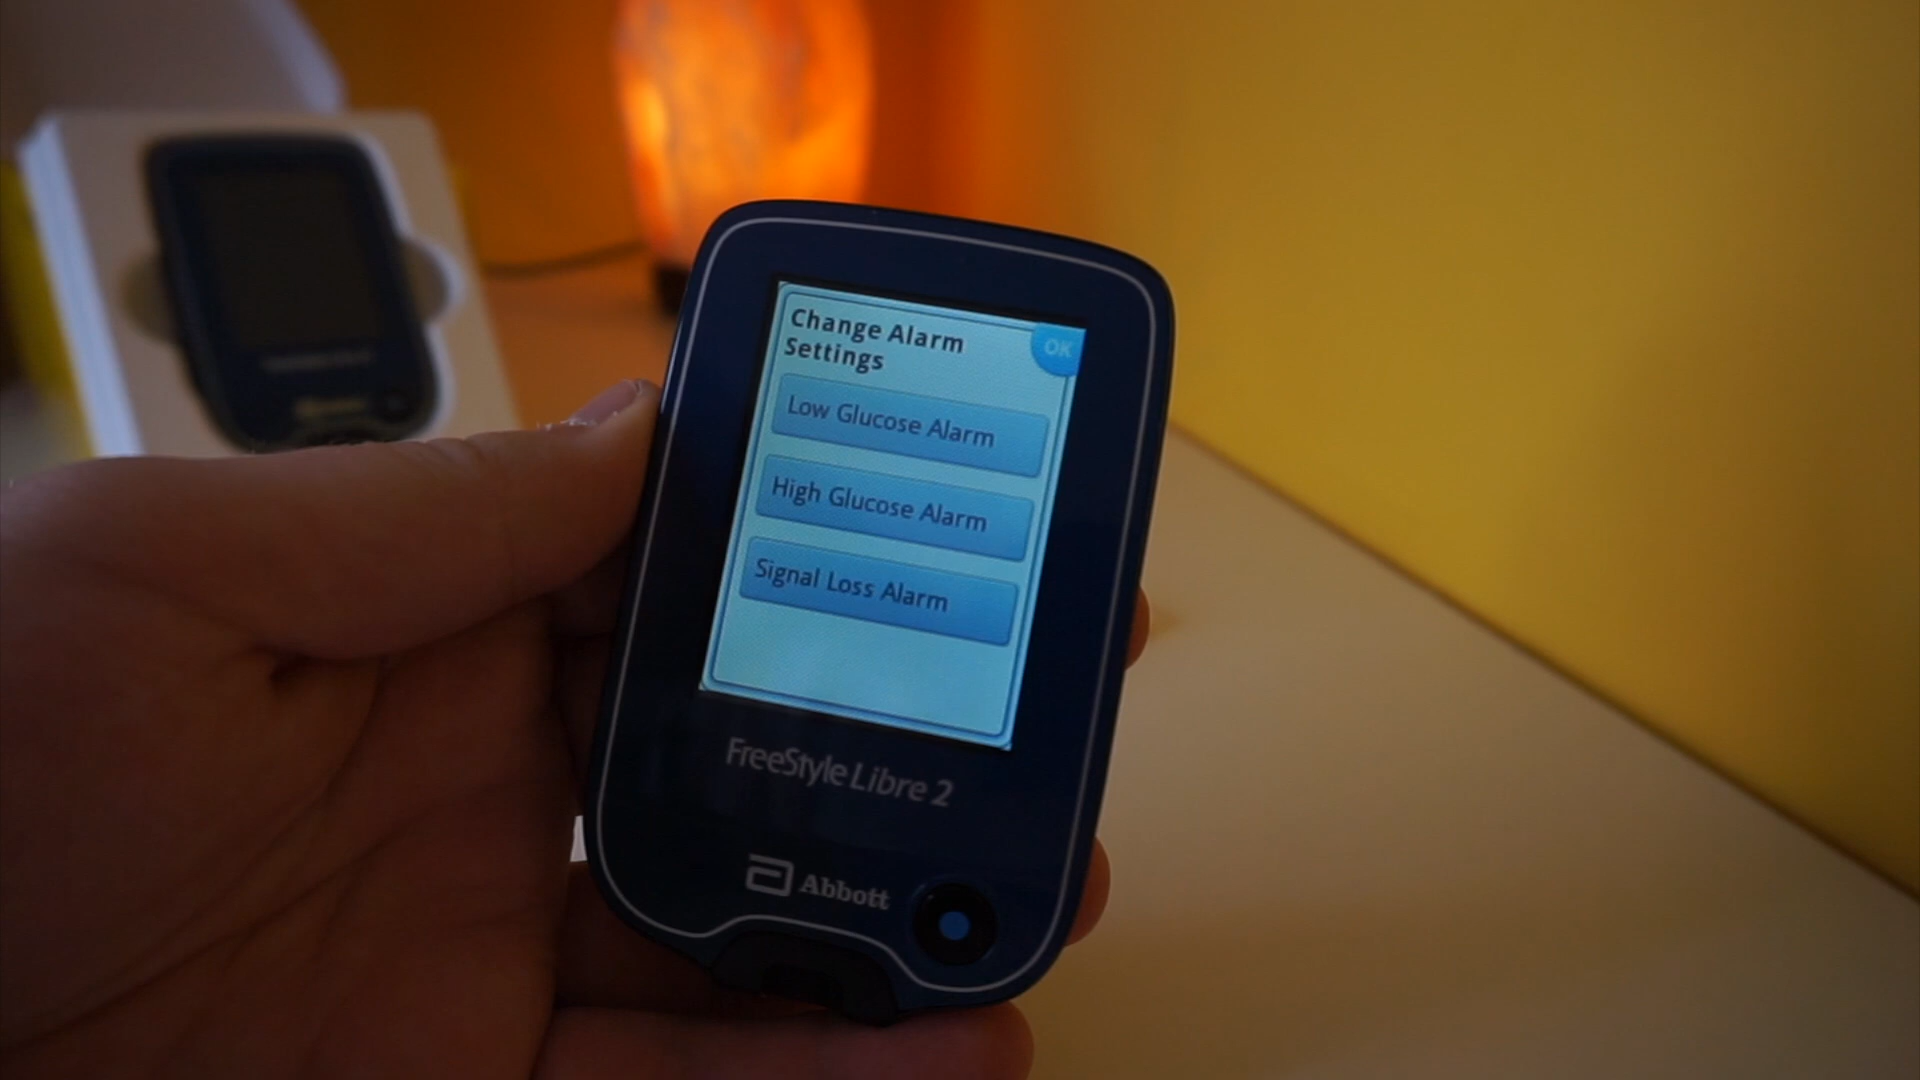 Change Alarm
Settings
OK
Low Glucose Alarm
High Glucose Alarm
Signal Loss Alarm
FreeStyle Libre 2
Abbott